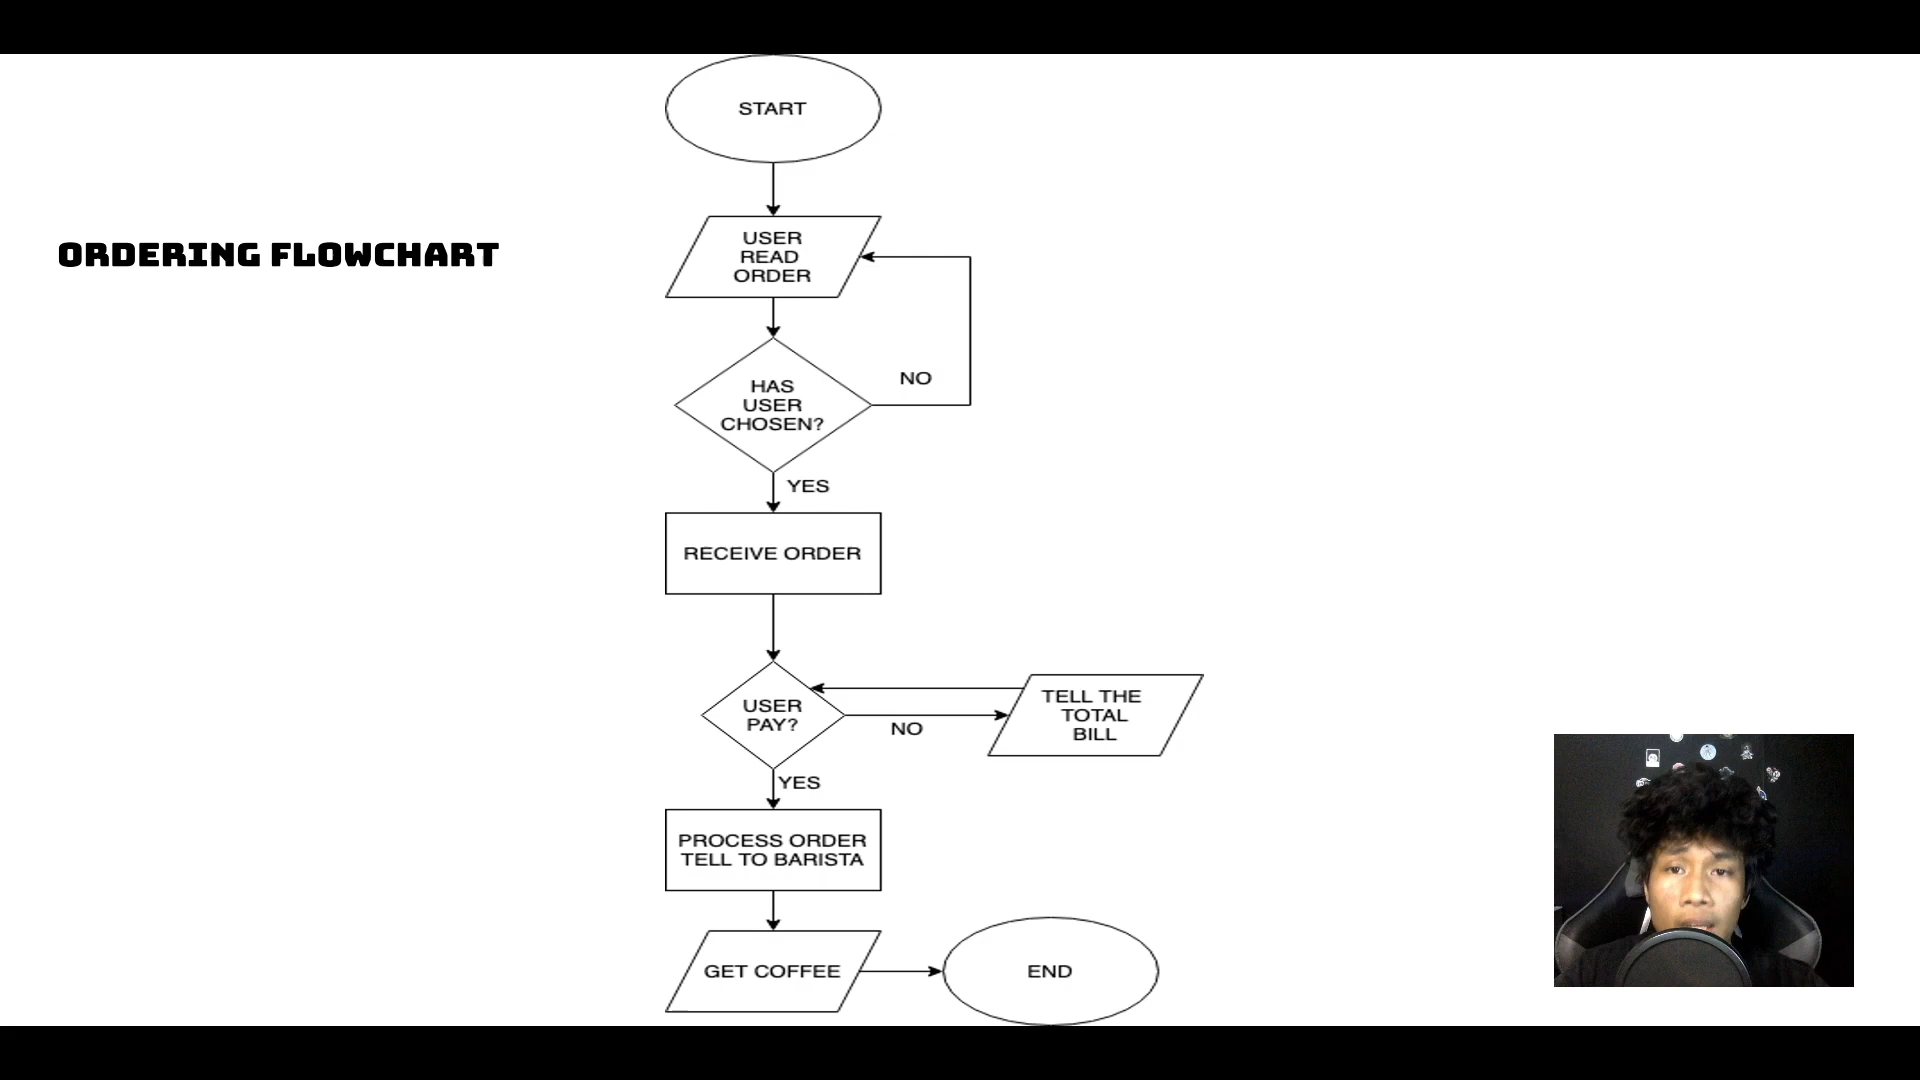 START
ORDERING FLOWCHART
USER
READ
ORDER
NO
HAS
USER
CHOSEN?
YES
RECEIVE ORDER
USER
PAY?
NO
TELL THE
TOTAL
BILL
YES
PROCESS ORDER
TELL TO BARISTA
GET COFFEE
END